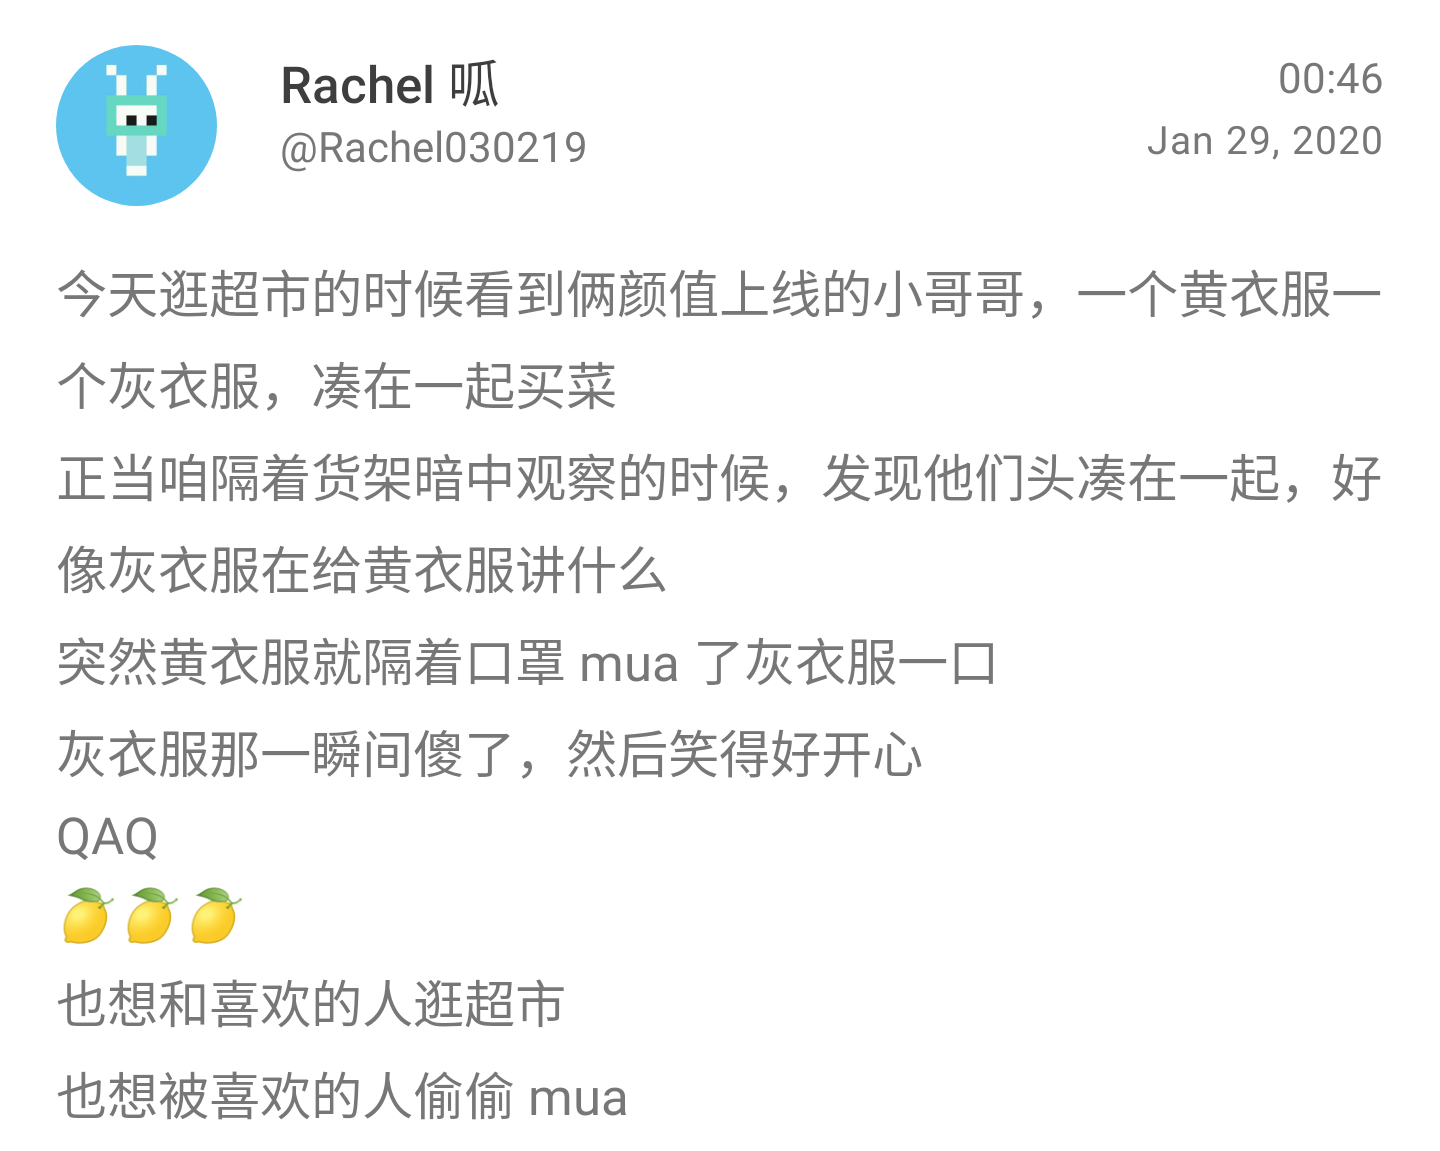 Rachel 呱
00:46
@Rachel030219
Jan 29, 2020
今天逛超市的时候看到俩颜值上线的小哥哥，一个黄衣服一
个灰衣服，凑在一起买菜
正当咱隔着货架暗中观察的时候，发现他们头凑在一起，好
像灰衣服在给黄衣服讲什么
突然黄衣服就隔着口罩 mua 了灰衣服一口
灰衣服那一瞬间傻了，然后笑得好开心
QAQ
🍋🍋🍋
也想和喜欢的人逛超市
也想被喜欢的人偷偷 mua